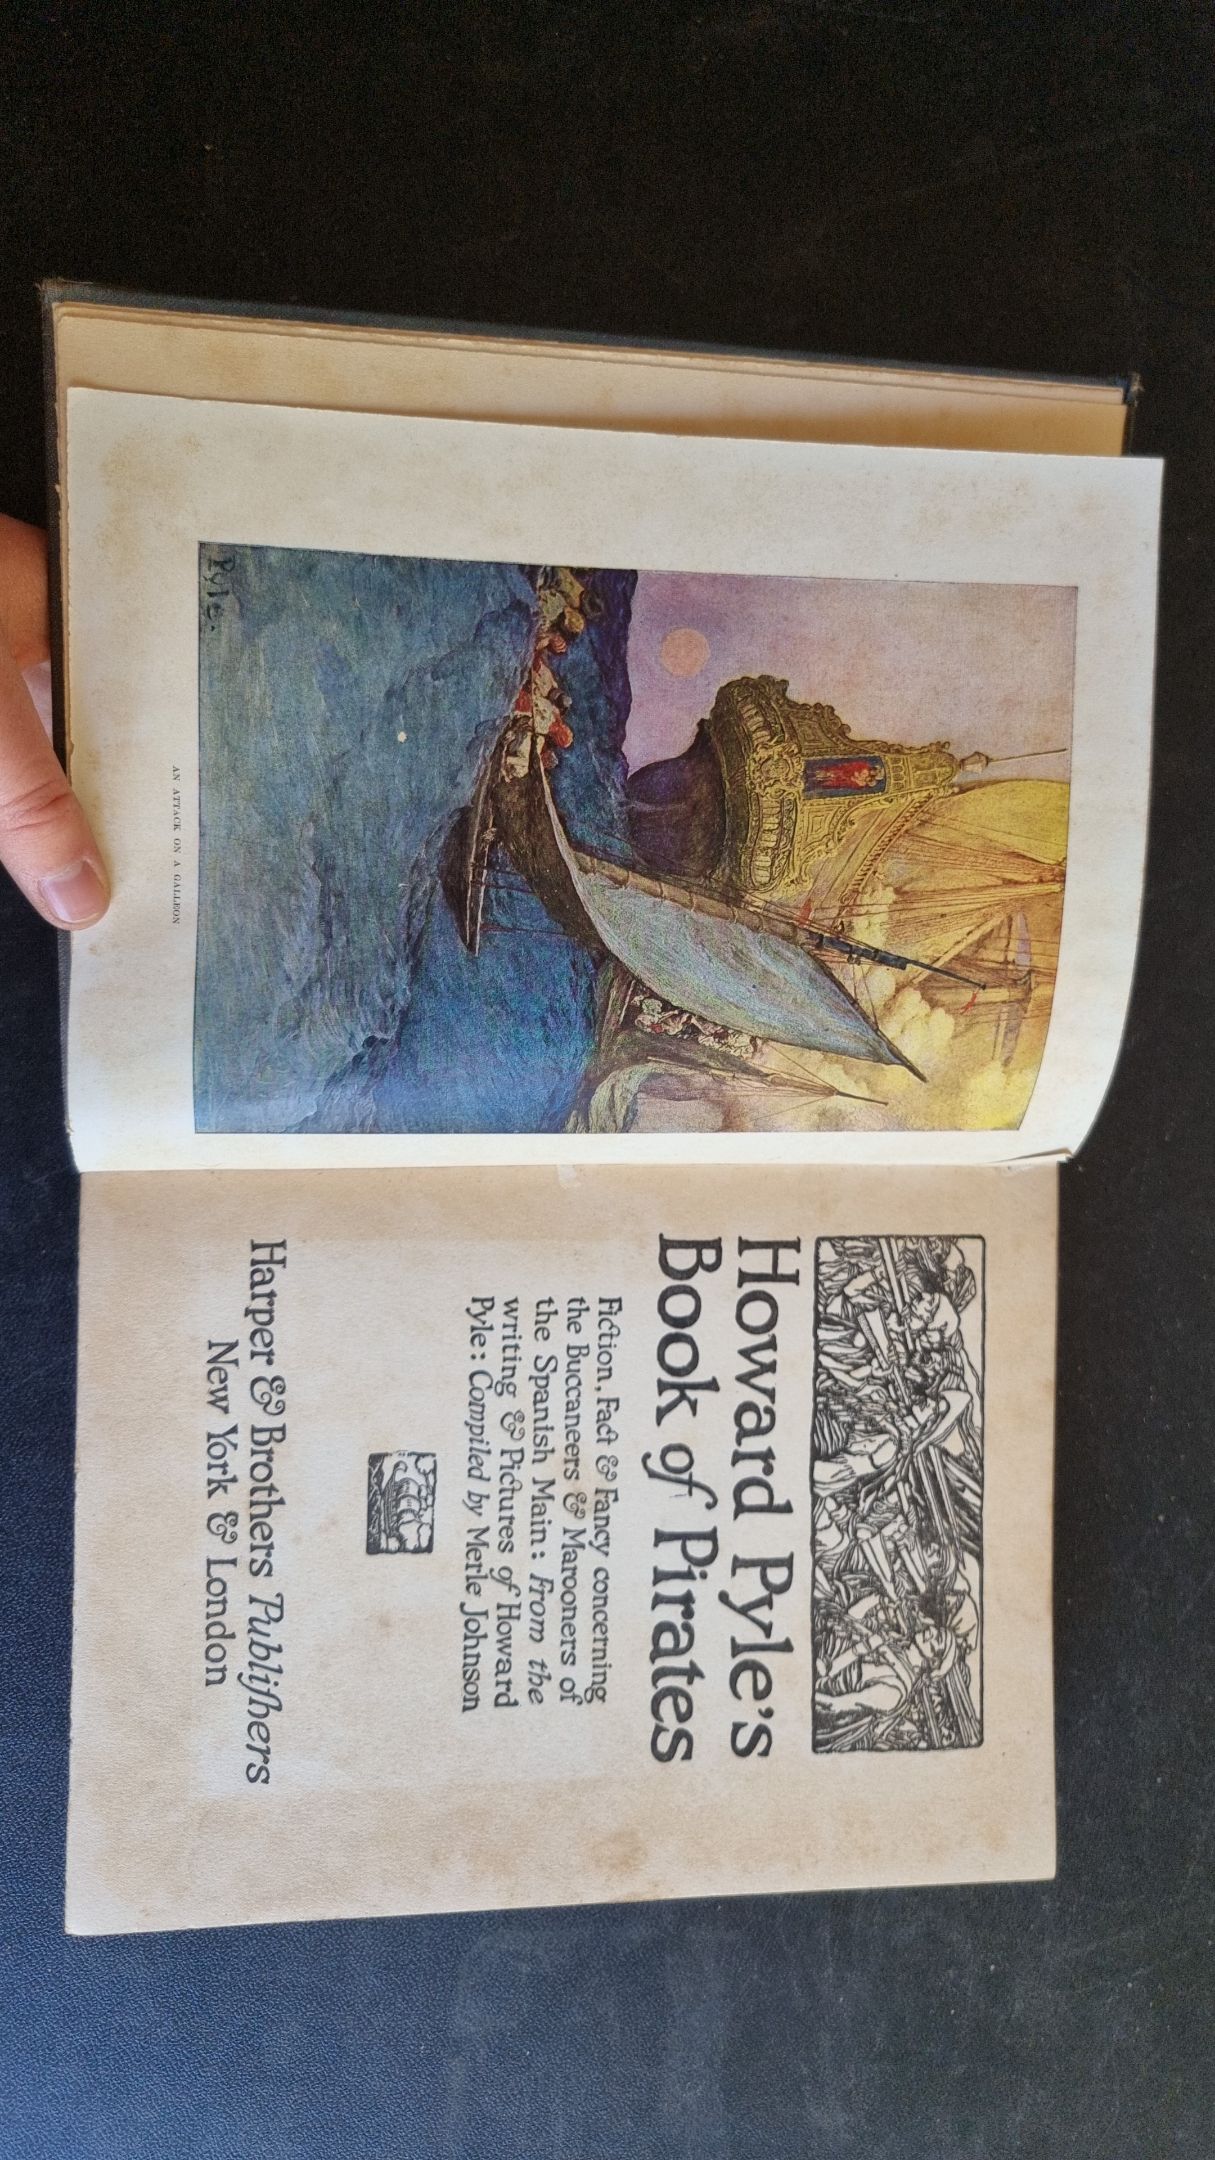 Pyle.
AN ATTACK ON A GALLEON
Howard Pyle's
Book of Pirates
Fiction, Fact & Fancy concerning
the Buccaneers & Marooners of
the Spanish Main: From the
writing & Pictures of Howard
Pyle: Compiled by Merle Johnson
Harper & Brothers Publishers
New York & London